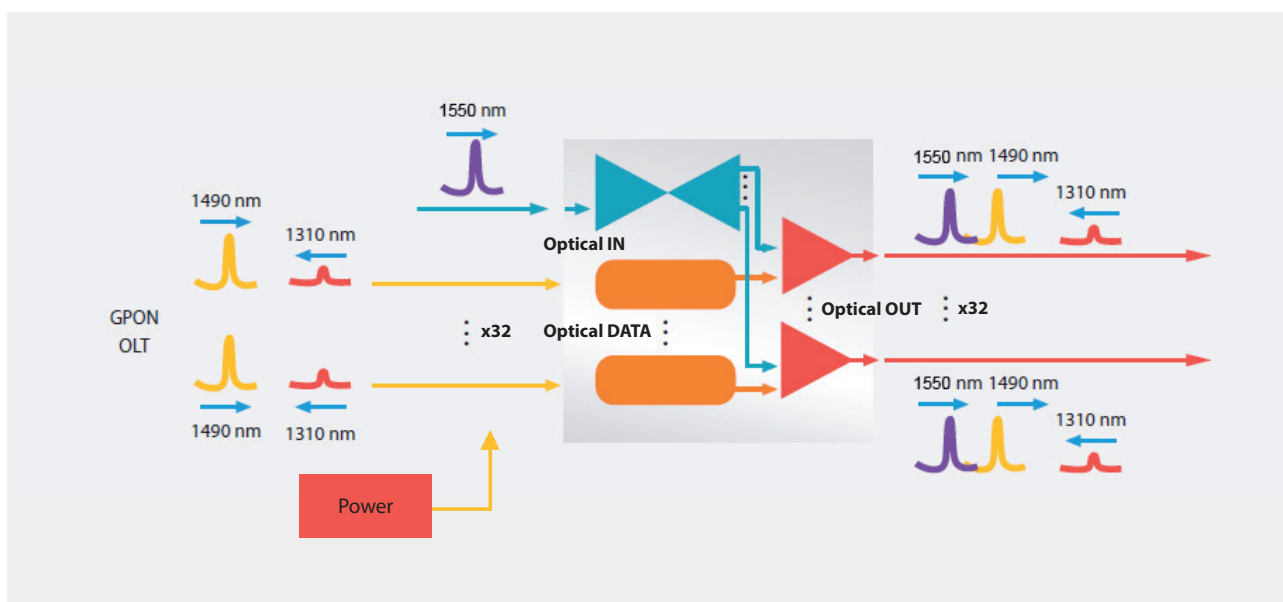 1550 nm
1550 nm 1490 nm
1490 nm
1310 nm
1310 nm
Optical IN
GPON
OLT
x32
Optical DATA
Optical OUT
x32
1550 nm 1490 nm
1310 nm
1490 nm
1310 nm
Power